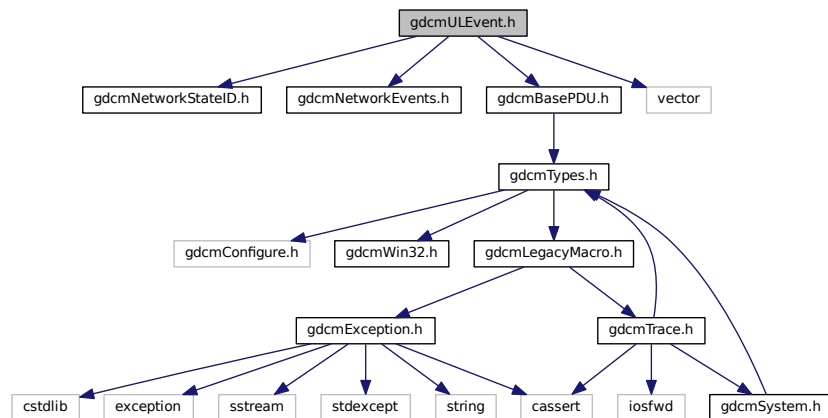 gdcmULEvent.h
gdcmNetworkStateID.h
gdcmNetworkEvents.h
gdcmBasePDU.h
vector
gdcmTypes.h
gdcmConfigure.h
gdcmWin32.h
gdcmLegacyMacro.h
gdcmException.h
gdcmTrace.h
cstdlib
exception
sstream
stdexcept
string
cassert
iosfwd
gdcmSystem.h